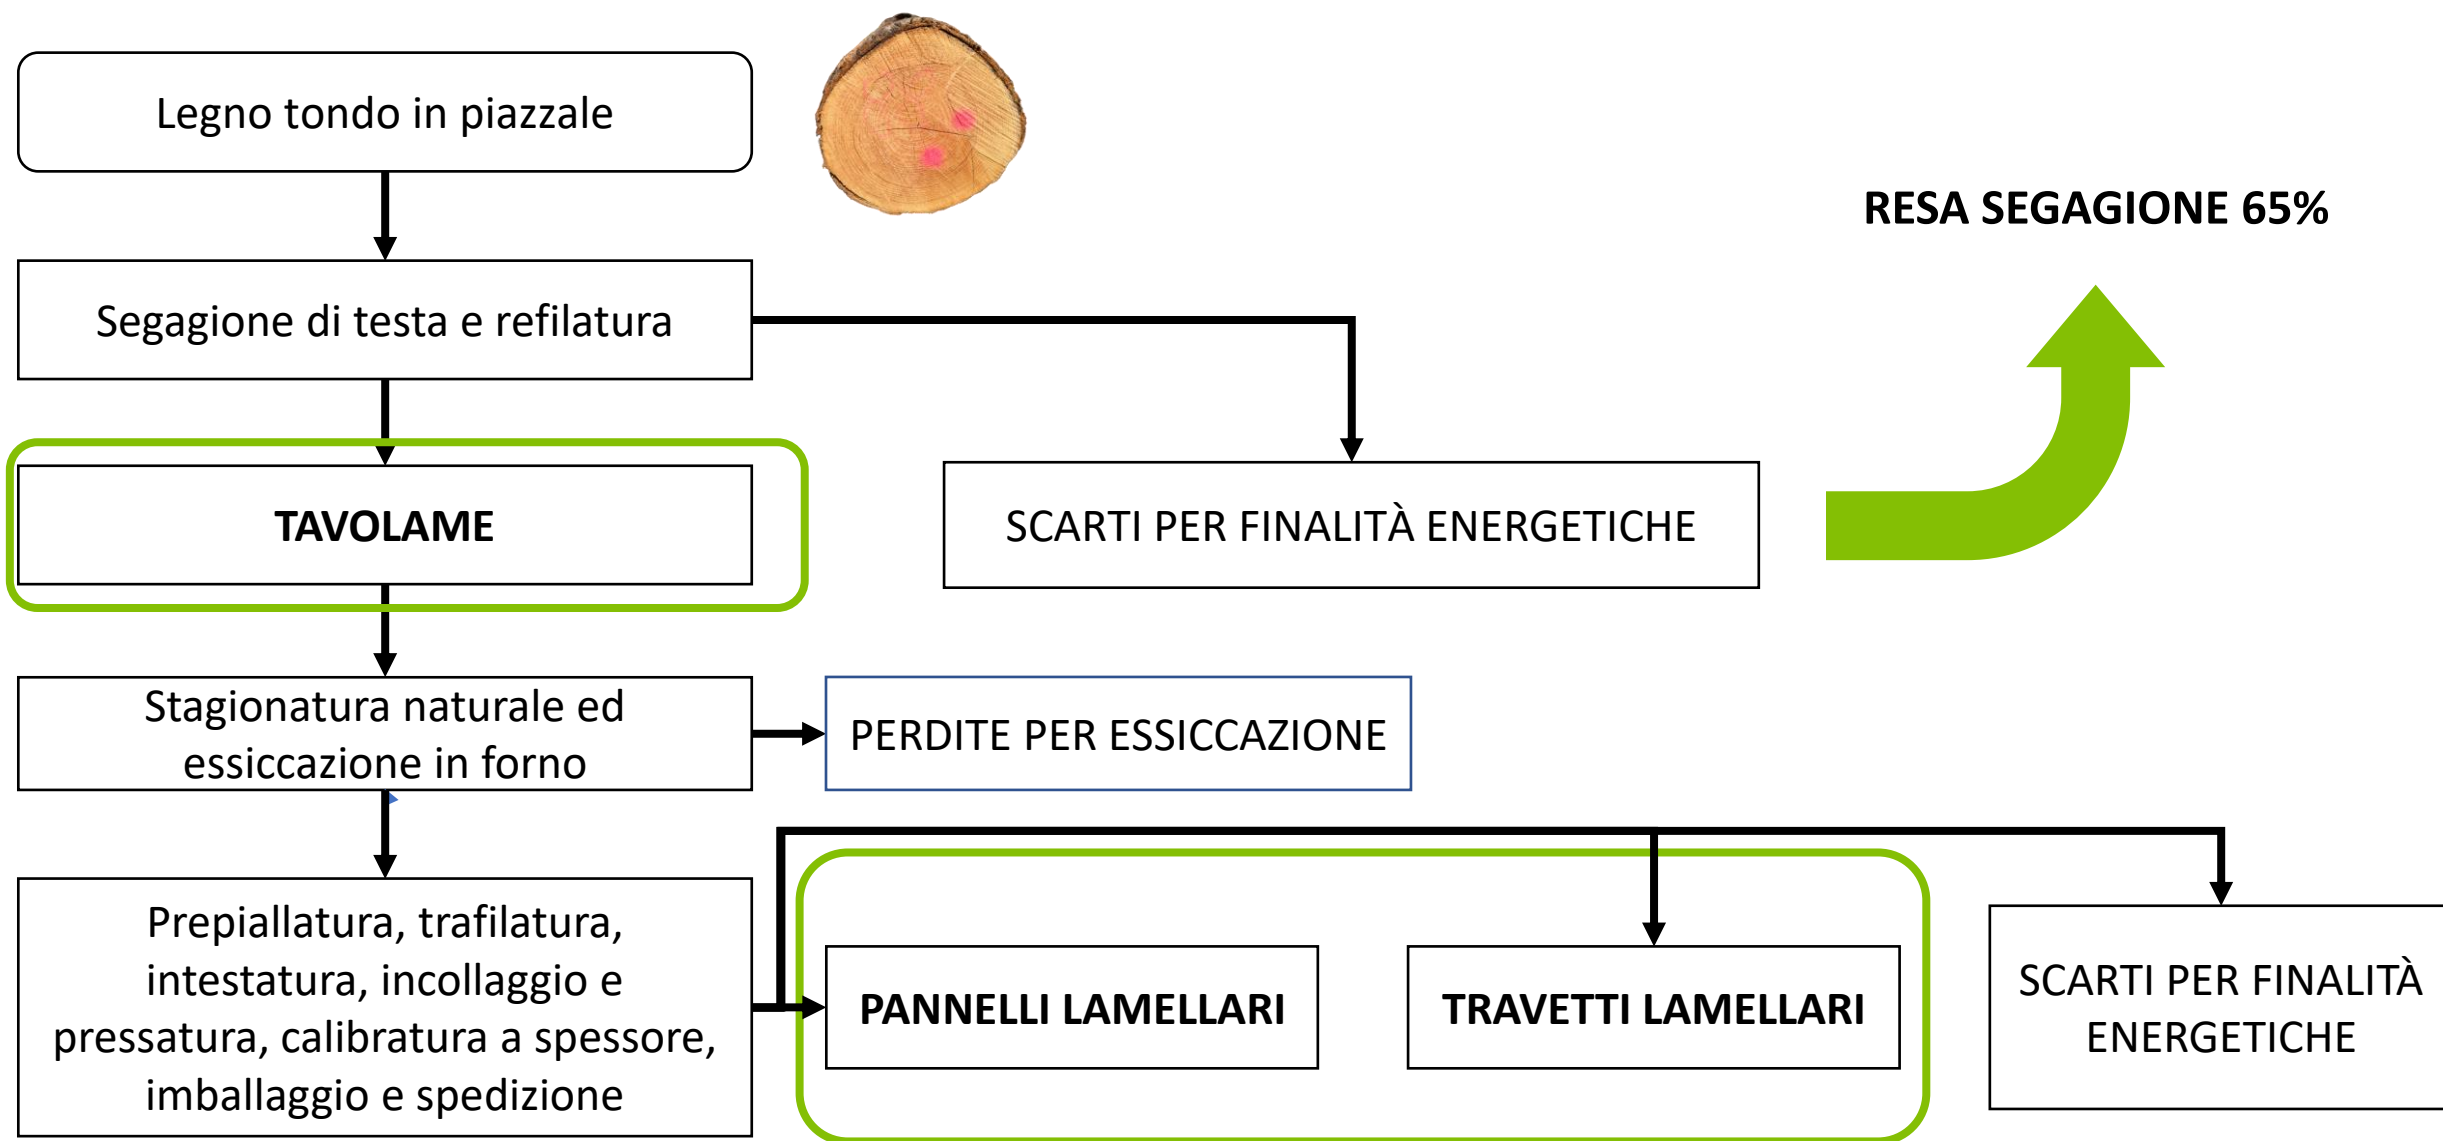 Legno tondo in piazzale
RESA SEGAGIONE 65%
Segagione di testa e refilatura
TAVOLAME
SCARTI PER FINALITÀ ENERGETICHE
Stagionatura naturale ed
essiccazione in forno
PERDITE PER ESSICCAZIONE
Prepiallatura, trafilatura,
intestatura, incollaggio e
pressatura, calibratura a spessore,
imballaggio e spedizione
PANNELLI LAMELLARI
TRAVETTI LAMELLARI
SCARTI PER FINALITÀ
ENERGETICHE